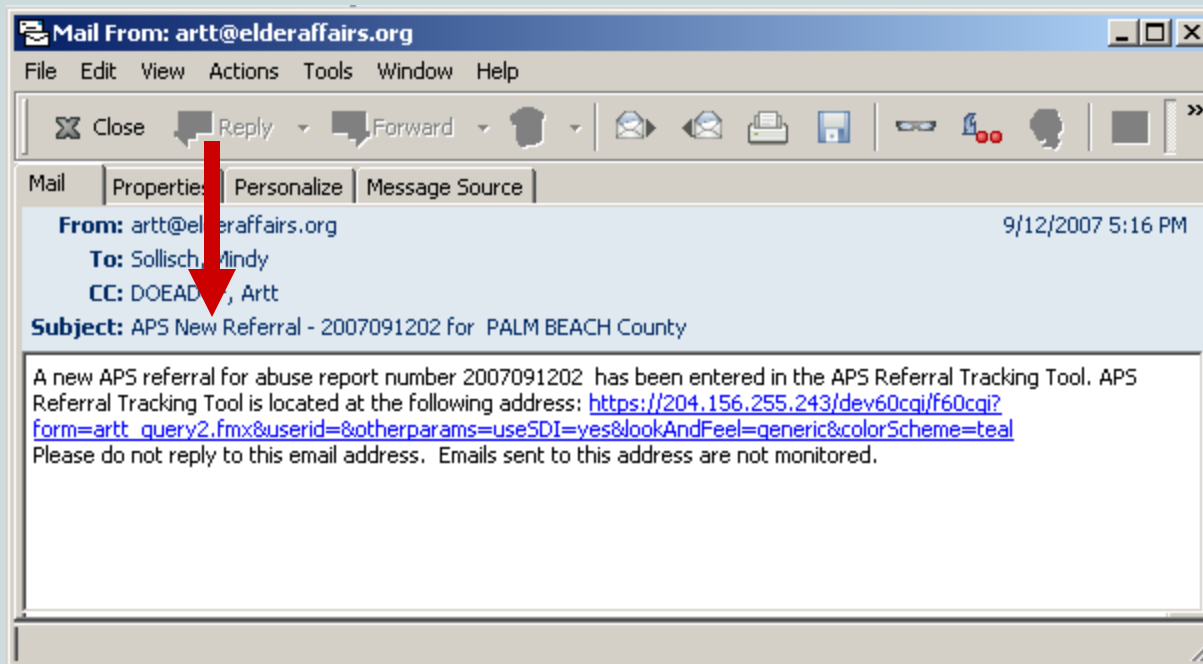 Mail From: artt@elderaffairs.org
File Edit View Actions Tools Window Help
Close Reply Forward »
Mail Properties Personalize Message Source
From: artt@elderaffairs.org 9/12/2007 5:16 PM
To: Sollisch, Mindy
CC: Artt
Subject: APS New Referral - 2007091202 for PALM BEACH County
A new APS referral for abuse report number 2007091202 has been entered in the APS Referral Tracking Tool. APS
Referral Tracking Tool is located at the following address: https://204.156.255.243/dev60cgi/f60cgi?
form=artt_query2.fmx&userid=&otherparams=useSDI=yes&lookAndFeel=generic&colorScheme=teal
Please do not reply to this email address. Emails sent to this address are not monitored.